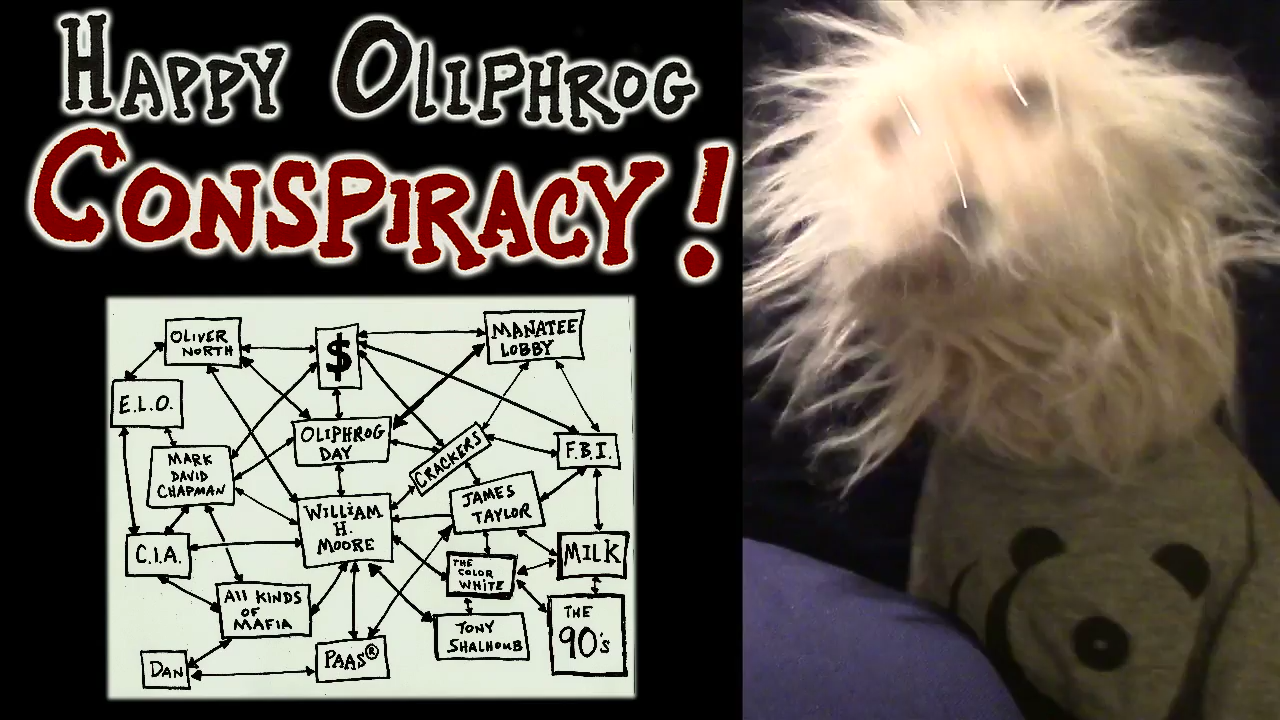 HAPPY OLIPHROG
CONSPIRACY!
OLIVER
NORTH
$
MANATEE
LOBBY
E.L.O.
OLIPHROG
DAY
CRACKERS
F.B.I.
MARK
DAVID
CHAPMAN
WILLIAM
H.
MOORE
JAMES
TAYLOR
C.I.A.
THE
COLOR
WHITE
MILK
All KINDS
OF
MAFIA
TONY
SHALHOUB
THE
90's
DAN
PAAS®